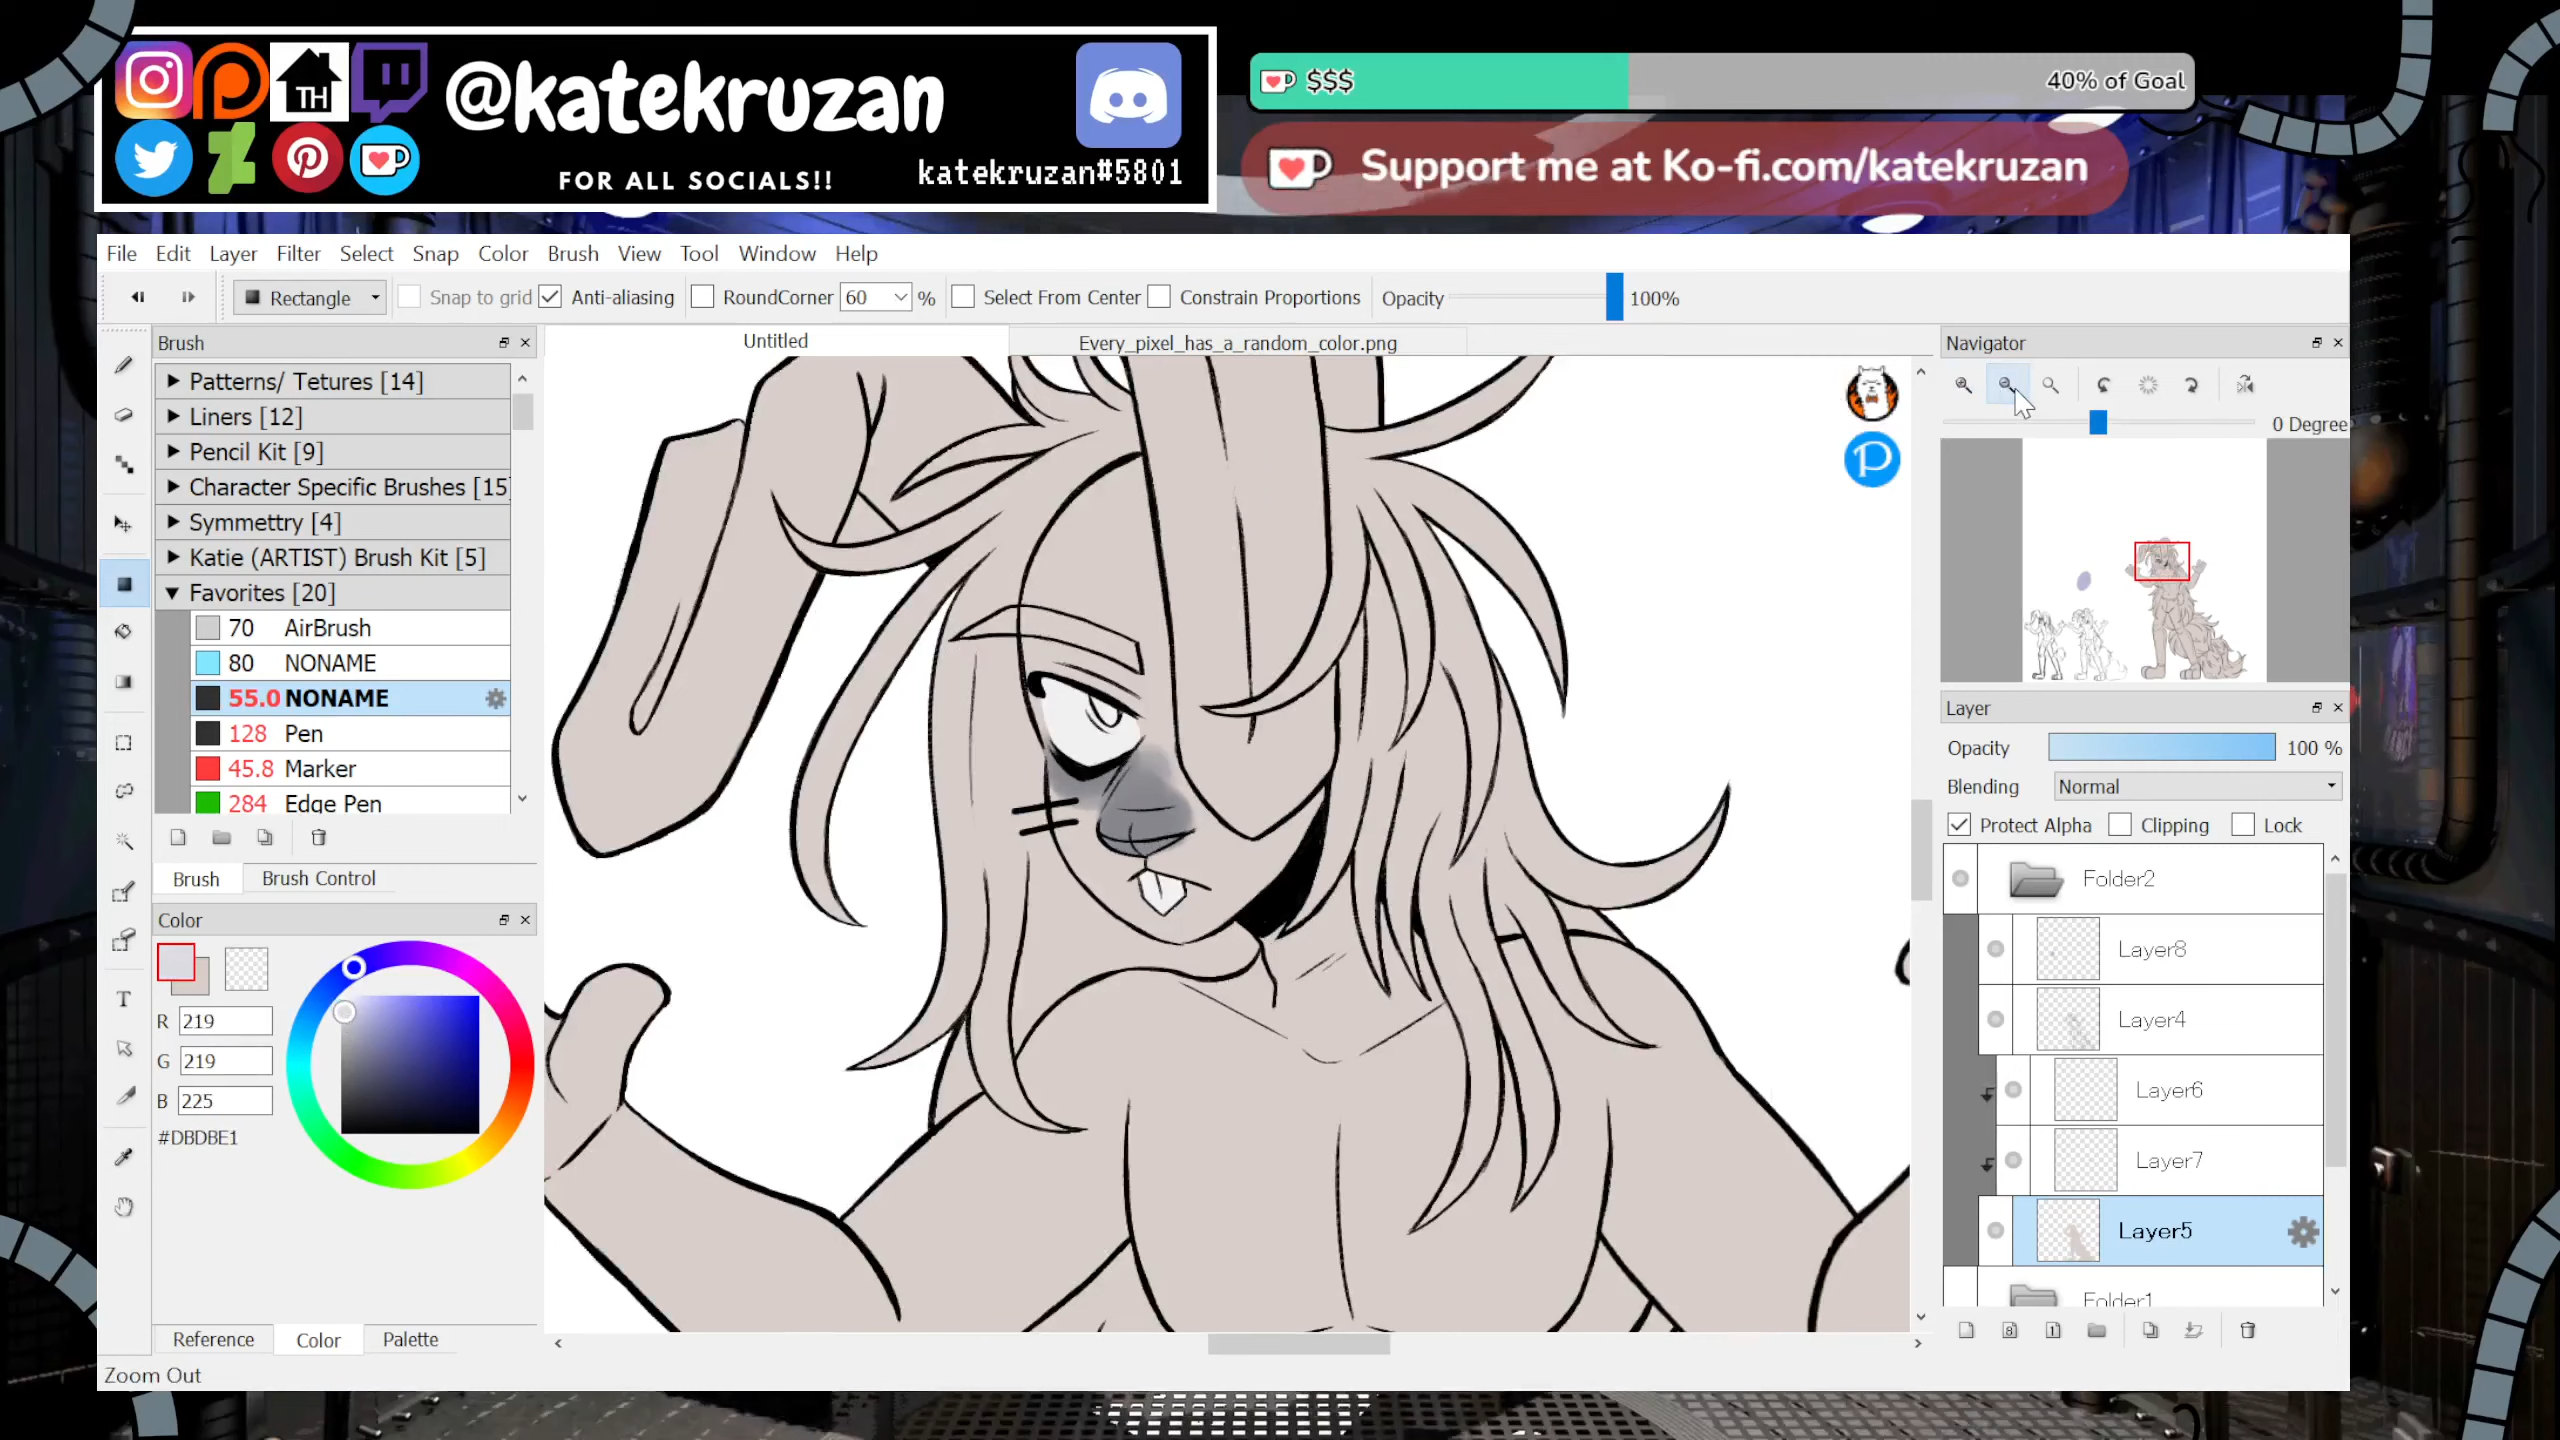 TH
@katekruzan
FOR ALL SOCIALS!!
katekruzan#5801
$$$
40% of Goal
Support me at Ko-fi.com/katekruzan
File Edit Layer Filter Select Snap Color Brush View Tool Window Help
Rectangle Snap to grid Anti-aliasing RoundCorner 60 % Select From Center Constrain Proportions Opacity 100%
Brush
Untitled
Every_pixel_has_a_random_color.png
Navigator
Patterns/ Tetures [14]
Liners [12]
Pencil Kit [9]
Character Specific Brushes [15]
Symmettry [4]
Katie (ARTIST) Brush Kit [5]
Favorites [20]
70 AirBrush
80 NONAME
55.0 NONAME
128 Pen
45.8 Marker
284 Edge Pen
Brush
Brush Control
Color
R 219
G 219
B 225
#DBDBE1
Reference
Color
Palette
Zoom Out
0 Degree
Layer
Opacity 100 %
Blending Normal
Protect Alpha Clipping Lock
Folder2
Layer8
Layer4
Layer6
Layer7
Layer5
Folder1
8
1
T
P